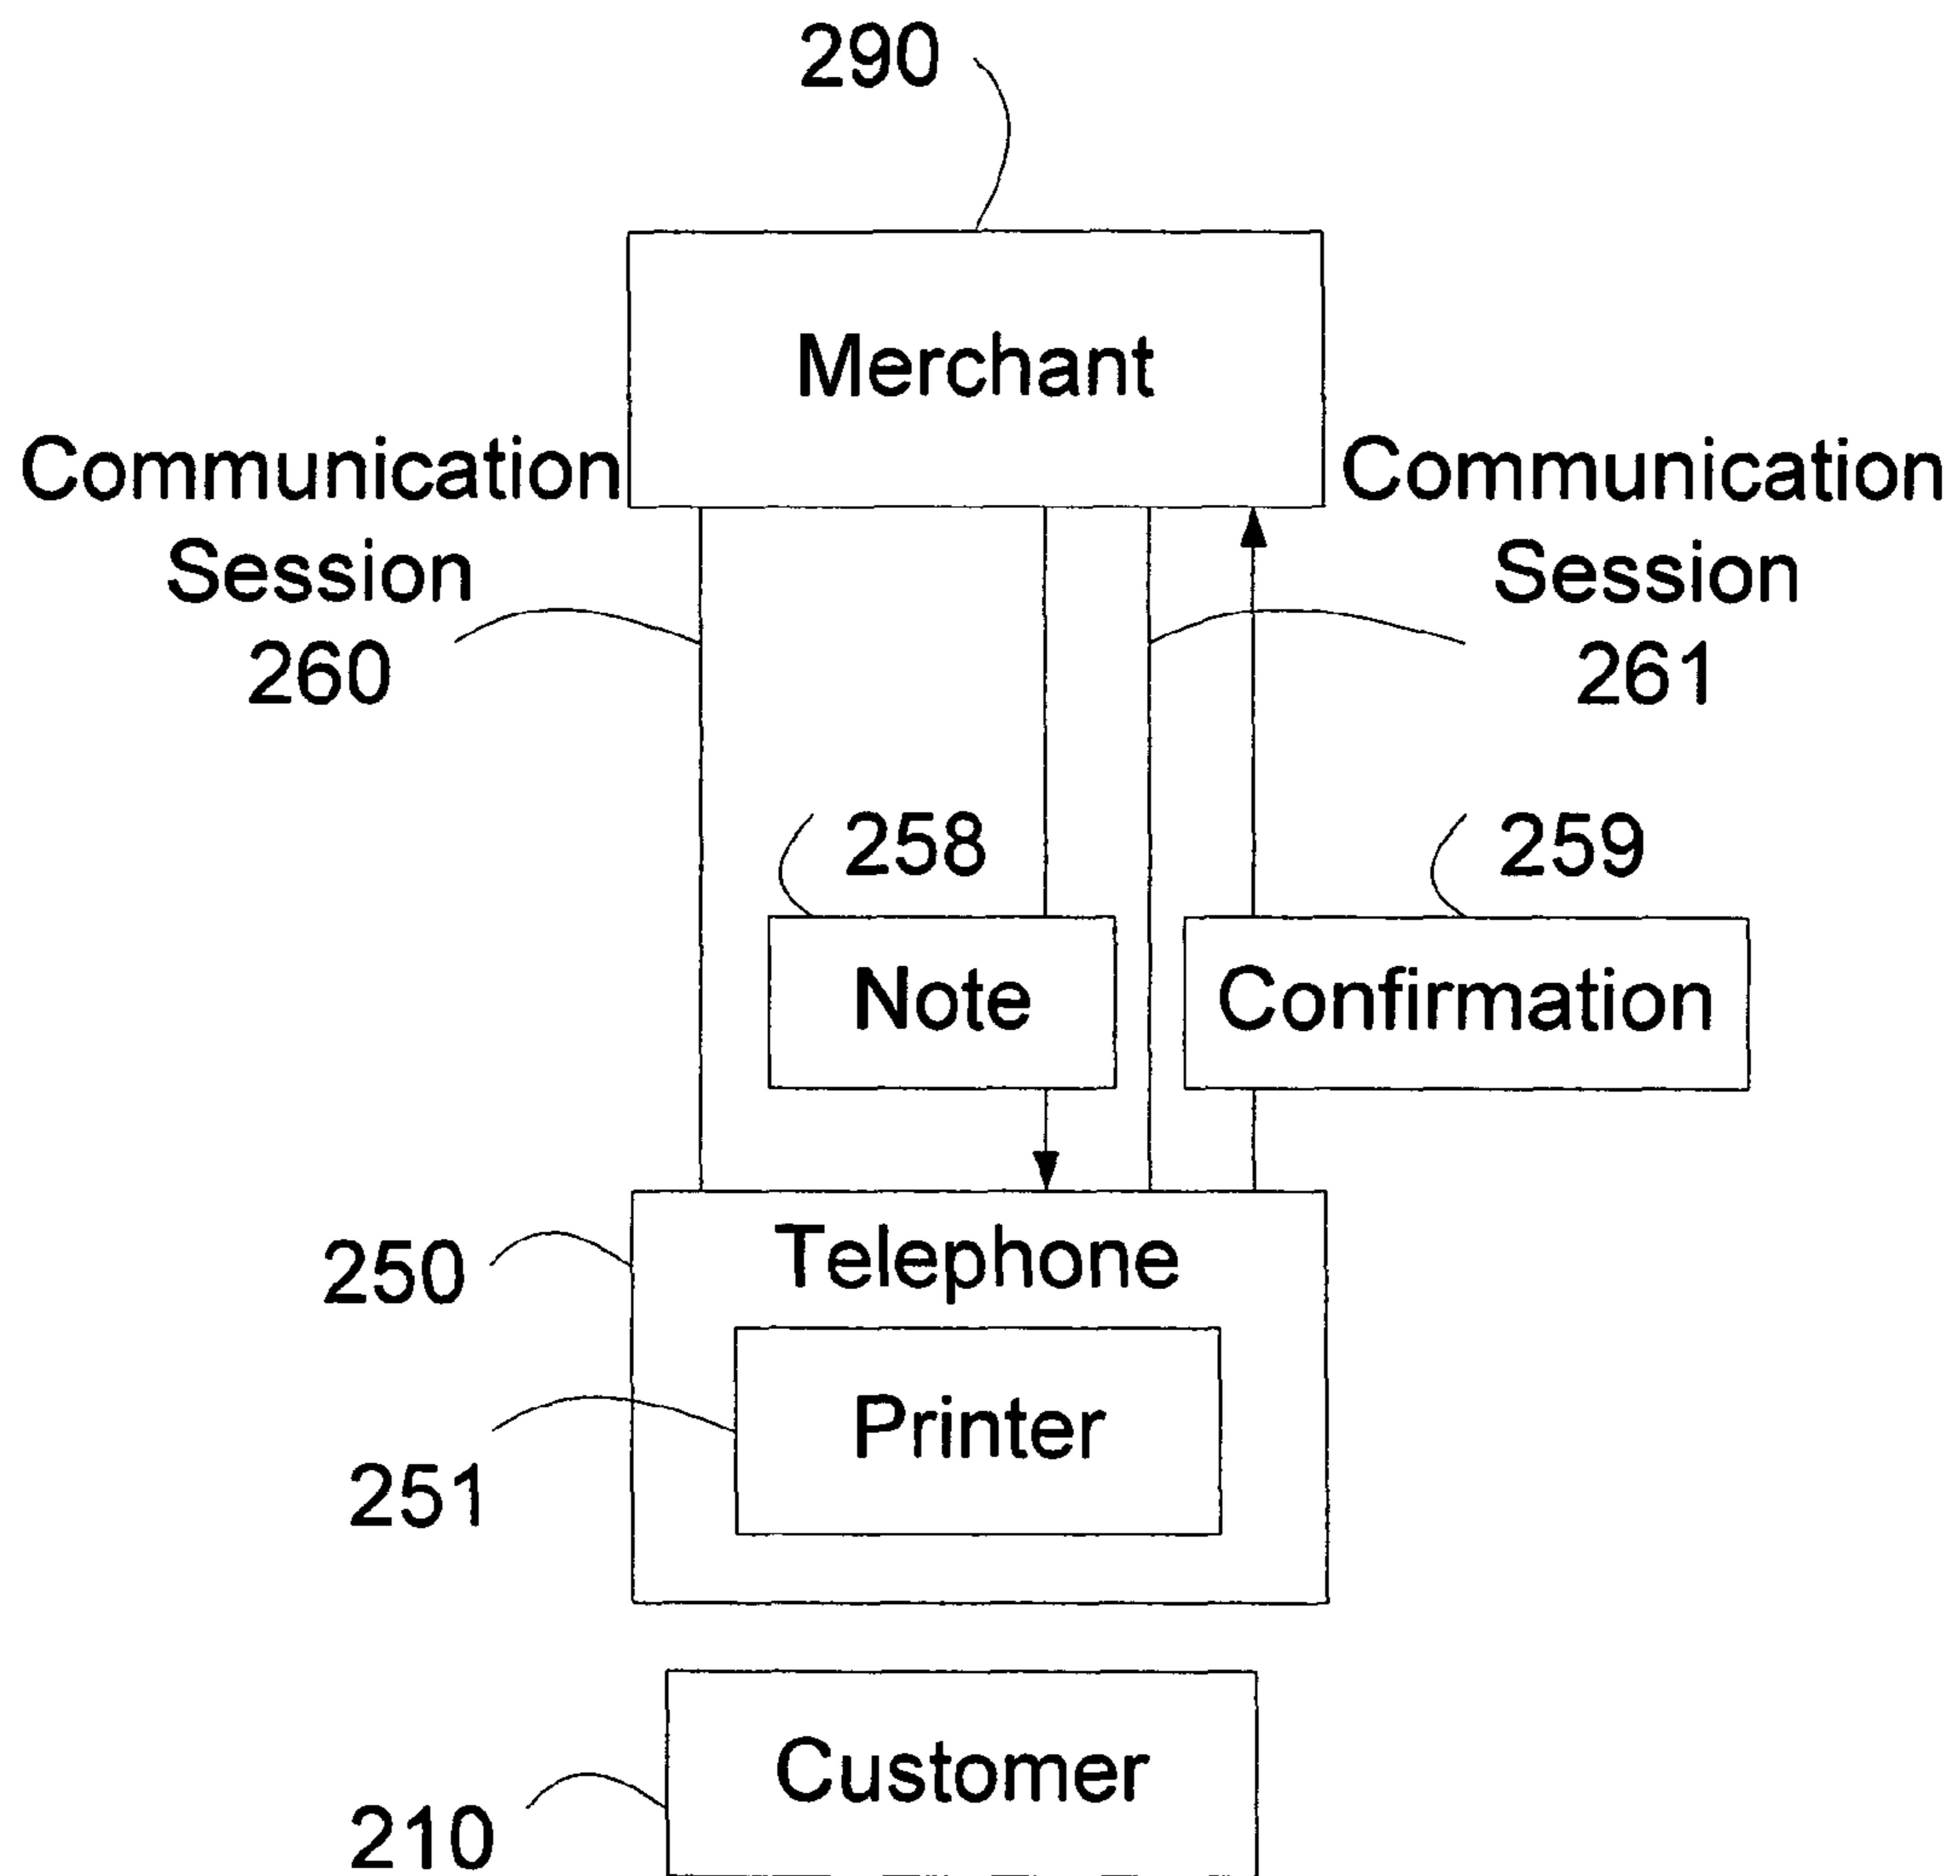 290
Merchant
Communication
Session
260
Communication
Session
261
258
259
Note
Confirmation
250
Telephone
251
Printer
210
Customer